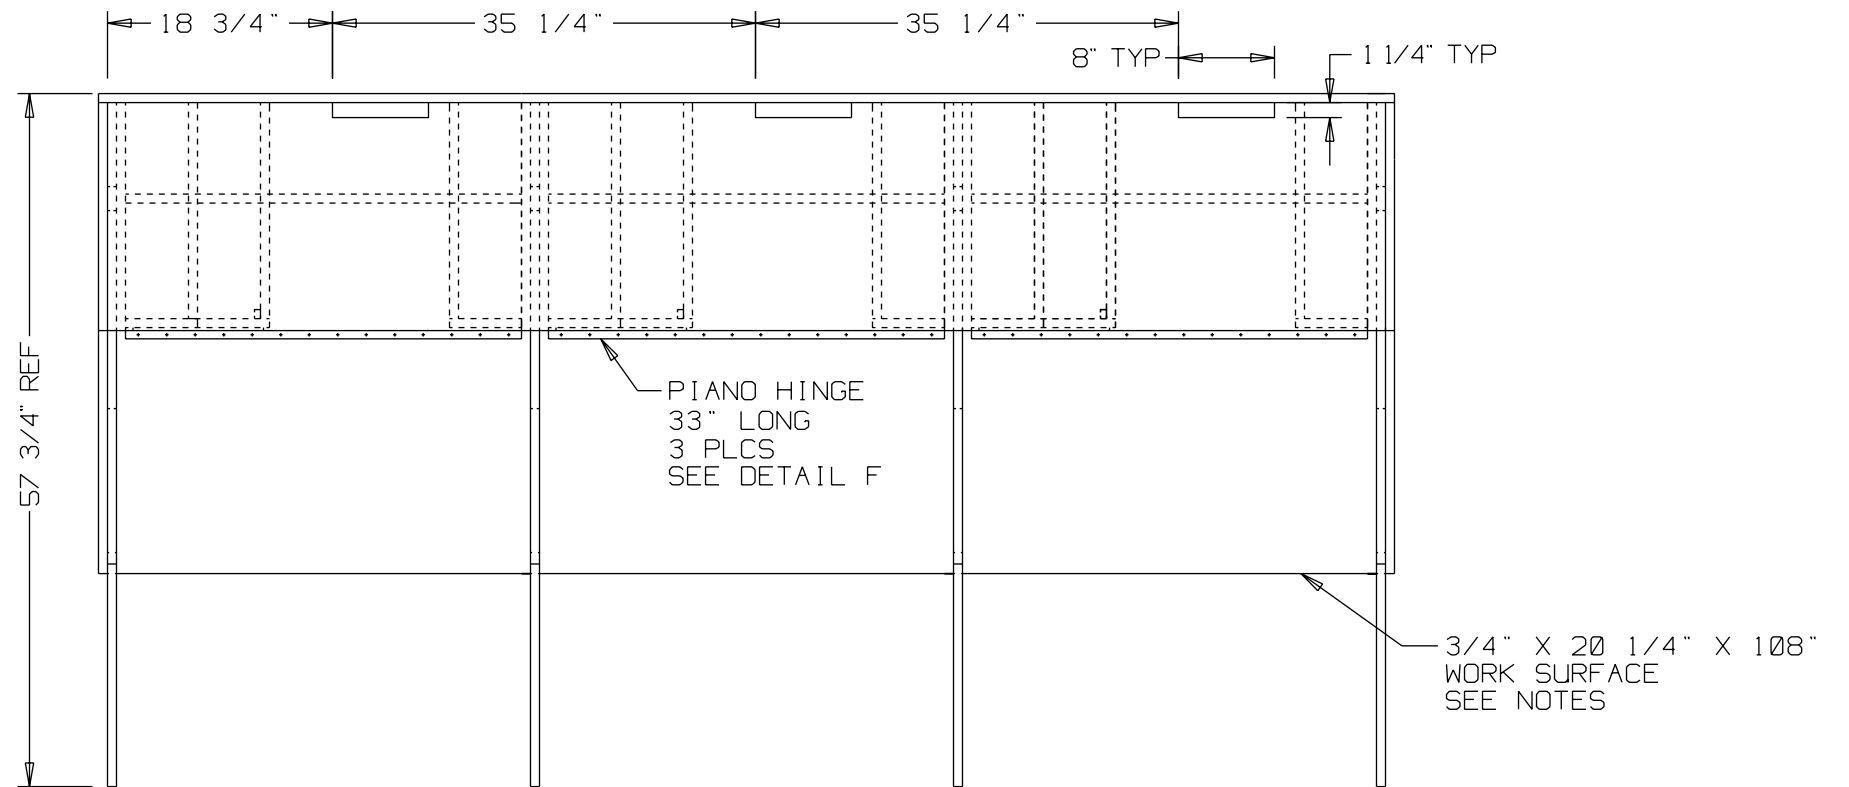 18 3/4"
35 1/4"
35 1/4"
8" TYP
1 1/4" TYP
57 3/4" REF
PIANO HINGE
33" LONG
3 PLCS
SEE DETAIL F
3/4" X 20 1/4" X 108"
WORK SURFACE
SEE NOTES